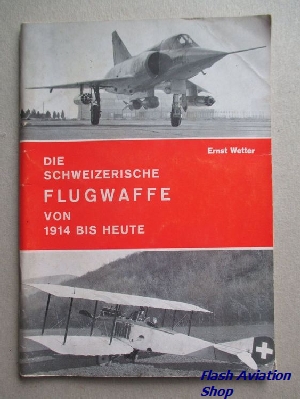 Ernst Wetter
DIE
SCHWEIZERISCHE
FLUGWAFFE
VON
1914 BIS HEUTE
Flash Aviation
Shop